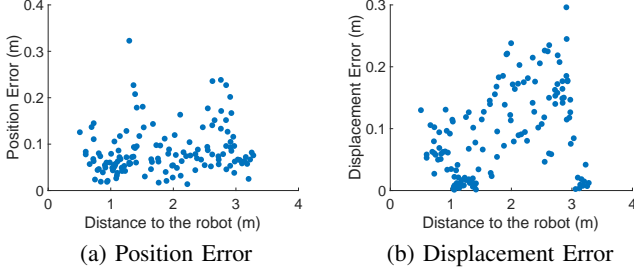 0.4
0.3
0.2
0.1
0
Position Error (m)
0 1 2 3 4
Distance to the robot (m)
(a) Position Error
0.3
0.2
0.1
0
Displacement Error (m)
0 1 2 3 4
Distance to the robot (m)
(b) Displacement Error